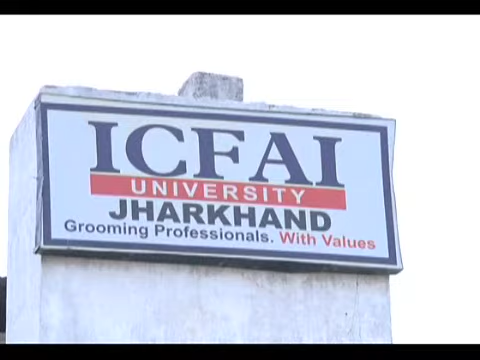 ICFAI
UNIVERSITY
JHARKHAND
Grooming Professionals. With Values